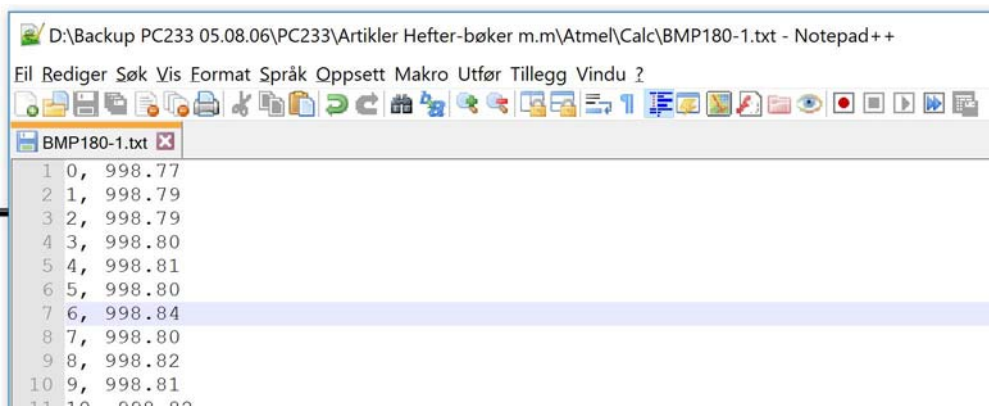 D:\Backup PC233 05.08.06\PC233\Artikler Hefter-bøker m.m\Atmel\Calc\BMP180-1.txt - Notepad++
Fil Rediger Søk Vis Format Språk Oppsett Makro Utfør Tillegg Vindu ?
BMP180-1.txt
1 0, 998.77
2 1, 998.79
3 2, 998.79
4 3, 998.80
5 4, 998.81
6 5, 998.80
7 6, 998.84
8 7, 998.80
9 8, 998.82
10 9, 998.81